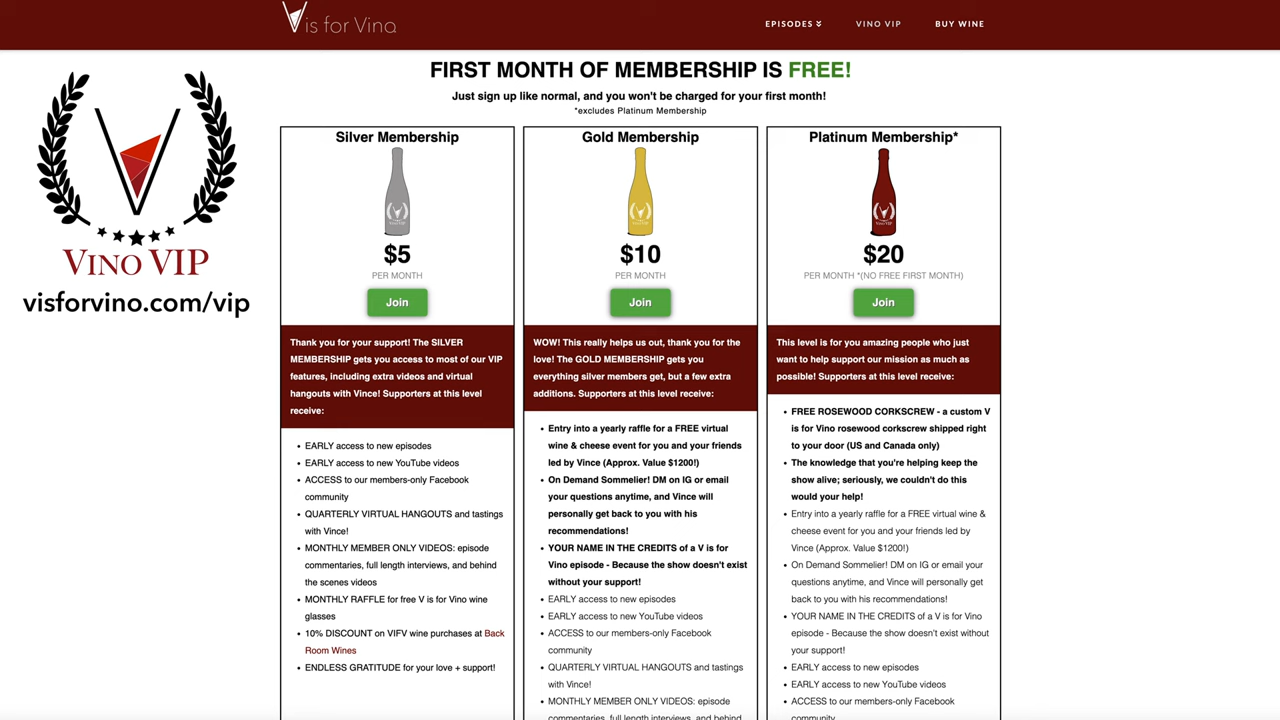 V is for Vino
EPISODES
VINO VIP
BUY WINE
FIRST MONTH OF MEMBERSHIP IS FREE!
Just sign up like normal, and you won't be charged for your first month!
*excludes Platinum Membership
VINO VIP
visforvino.com/vip
Silver Membership
$5
PER MONTH
Join
Thank you for your support! The SILVER
MEMBERSHIP gets you access to most of our VIP
features, including extra videos and virtual
hangouts with Vince! Supporters at this level
receive:
• EARLY access to new episodes
• EARLY access to new YouTube videos
• ACCESS to our members-only Facebook
community
• QUARTERLY VIRTUAL HANGOUTS and tastings
with Vince!
• MONTHLY MEMBER ONLY VIDEOS: episode
commentaries, full length interviews, and behind
the scenes videos
• MONTHLY RAFFLE for free V is for Vino wine
glasses
• 10% DISCOUNT on VIFV wine purchases at Back
Room Wines
• ENDLESS GRATITUDE for your love + support!
Gold Membership
VINO VIP
$10
PER MONTH
Join
WOW! This really helps us out, thank you for the
love! The GOLD MEMBERSHIP gets you
everything silver members get, but a few extra
additions. Supporters at this level receive:
• Entry into a yearly raffle for a FREE virtual
wine & cheese event for you and your friends
led by Vince (Approx. Value $1200!)
• On Demand Sommelier! DM on IG or email
your questions anytime, and Vince will
personally get back to you with his
recommendations!
• YOUR NAME IN THE CREDITS of a V is for
Vino episode - Because the show doesn't exist
without your support!
• EARLY access to new episodes
• EARLY access to new YouTube videos
• ACCESS to our members-only Facebook
community
• QUARTERLY VIRTUAL HANGOUTS and tastings
with Vince!
• MONTHLY MEMBER ONLY VIDEOS: episode
commentaries, full length interviews, and behind
Platinum Membership*
VINO VIP
$20
PER MONTH *(NO FREE FIRST MONTH)
Join
This level is for you amazing people who just
want to help support our mission as much as
possible! Supporters at this level receive:
• FREE ROSEWOOD CORKSCREW - a custom V
is for Vino rosewood corkscrew shipped right
to your door (US and Canada only)
• The knowledge that you're helping keep the
show alive; seriously, we couldn't do this
would your help!
• Entry into a yearly raffle for a FREE virtual wine &
cheese event for you and your friends led by
Vince (Approx. Value $1200!)
• On Demand Sommelier! DM on IG or email your
questions anytime, and Vince will personally get
back to you with his recommendations!
• YOUR NAME IN THE CREDITS of a V is for Vino
episode - Because the show doesn't exist without
your support!
• EARLY access to new episodes
• EARLY access to new YouTube videos
• ACCESS to our members-only Facebook
community